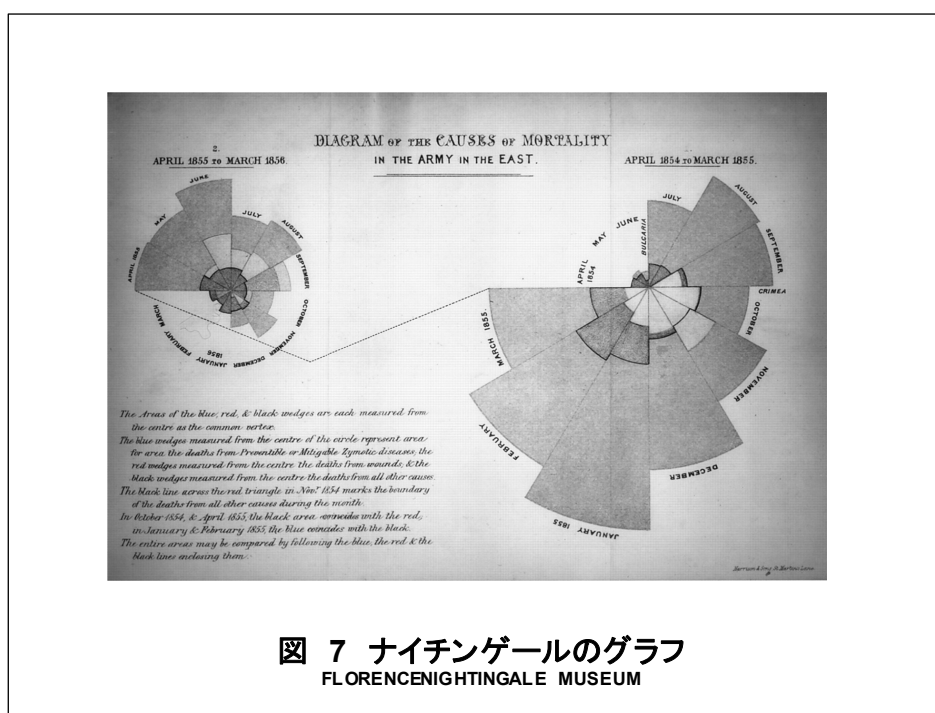 DIAGRAM OF THE CAUSES OF MORTALITY
IN THE ARMY IN THE EAST.
2.
APRIL 1855 TO MARCH 1856.
1.
APRIL 1854 TO MARCH 1855.
APRIL 1855
MAY
JUNE
JULY
AUGUST
SEPTEMBER
OCTOBER
NOVEMBER
DECEMBER
JANUARY
1856
FEBRUARY
MARCH
APRIL
1854
MAY
JUNE
BULGARIA
JULY
AUGUST
SEPTEMBER
CRIMEA
OCTOBER
NOVEMBER
DECEMBER
JANUARY 1855
FEBRUARY
MARCH 1855
The Areas of the blue, red, & black wedges are each measured from
the centre as the common vertex.
The blue wedges measured from the centre of the circle represent area
for area the deaths from Preventible or Mitigable Zymotic diseases, the
red wedges measured from the centre the deaths from wounds, & the
black wedges measured from the centre the deaths from all other causes.
The black line across the red triangle in Novr. 1854 marks the boundary
of the deaths from all other causes during the month.
In October 1854, & April 1855, the black area coincides with the red,
in January & February 1855, the blue coincides with the black.
The entire areas may be compared by following the blue, the red & the
black lines enclosing them.
Harrison & Sons, St. Martins Lane
図 7 ナイチンゲールのグラフ
FLORENCENIGHTINGALE MUSEUM